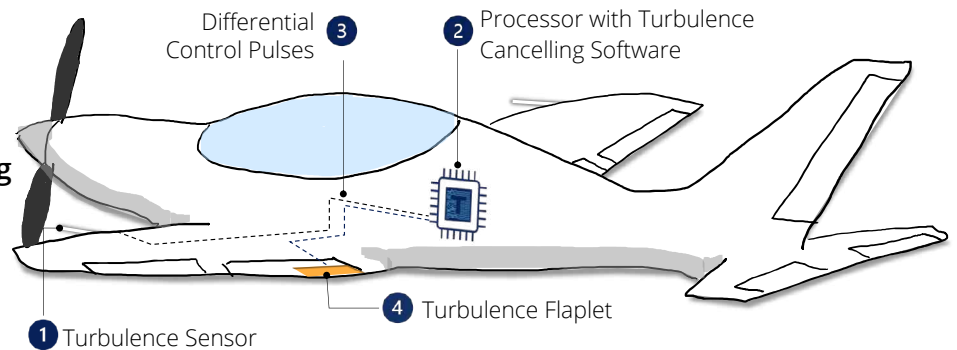 Differential
Control Pulses
3
2
Processor with Turbulence
Cancelling Software
g
T
4
Turbulence Flaplet
1
Turbulence Sensor